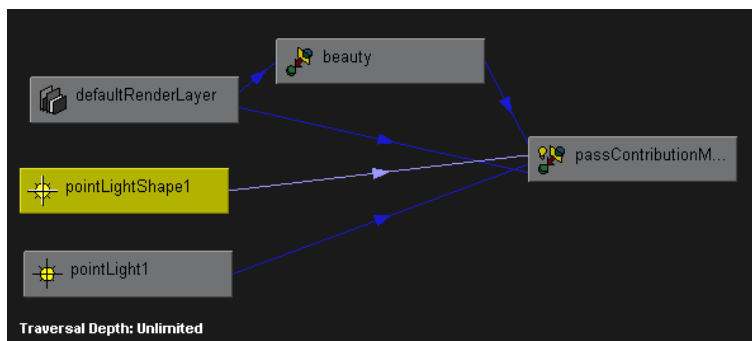 beauty
defaultRenderLayer
passContributionM...
pointLightShape1
pointLight1
Traversal Depth: Unlimited